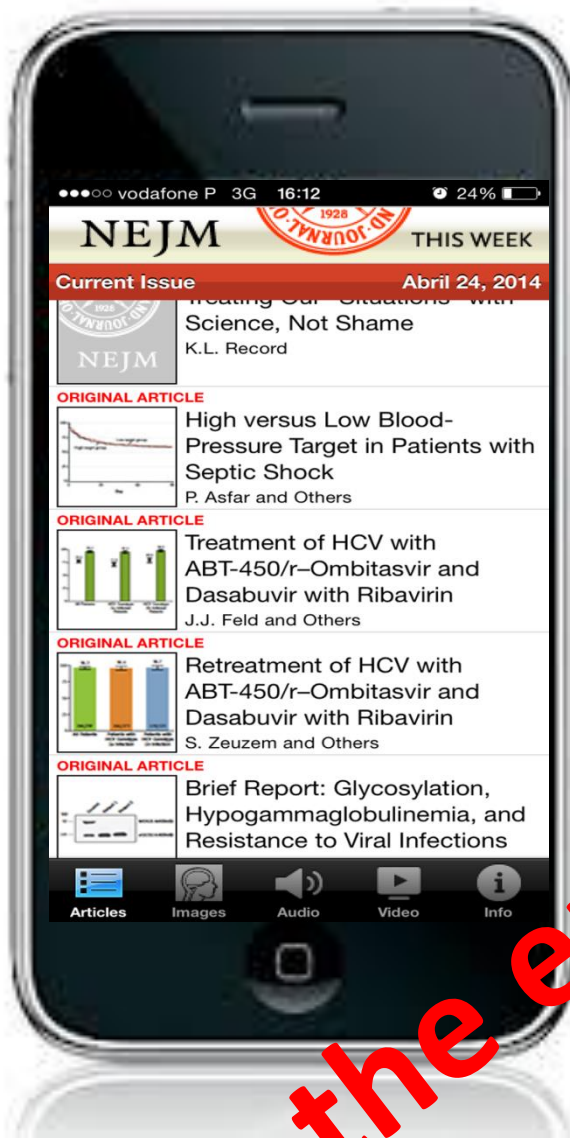 vodafone P 3G 16:12 24%
1928
NEJM THIS WEEK
Current Issue Abril 24, 2014
Science, Not Shame
K.L. Record
NEJM
ORIGINAL ARTICLE
High versus Low Blood-
Pressure Target in Patients with
Septic Shock
P. Asfar and Others
ORIGINAL ARTICLE
Treatment of HCV with
ABT-450/r–Ombitasvir and
Dasabuvir with Ribavirin
J.J. Feld and Others
ORIGINAL ARTICLE
Retreatment of HCV with
ABT-450/r–Ombitasvir and
Dasabuvir with Ribavirin
S. Zeuzem and Others
ORIGINAL ARTICLE
Brief Report: Glycosylation,
Hypogammaglobulinemia, and
Resistance to Viral Infections
Articles Images Audio Video Info
the